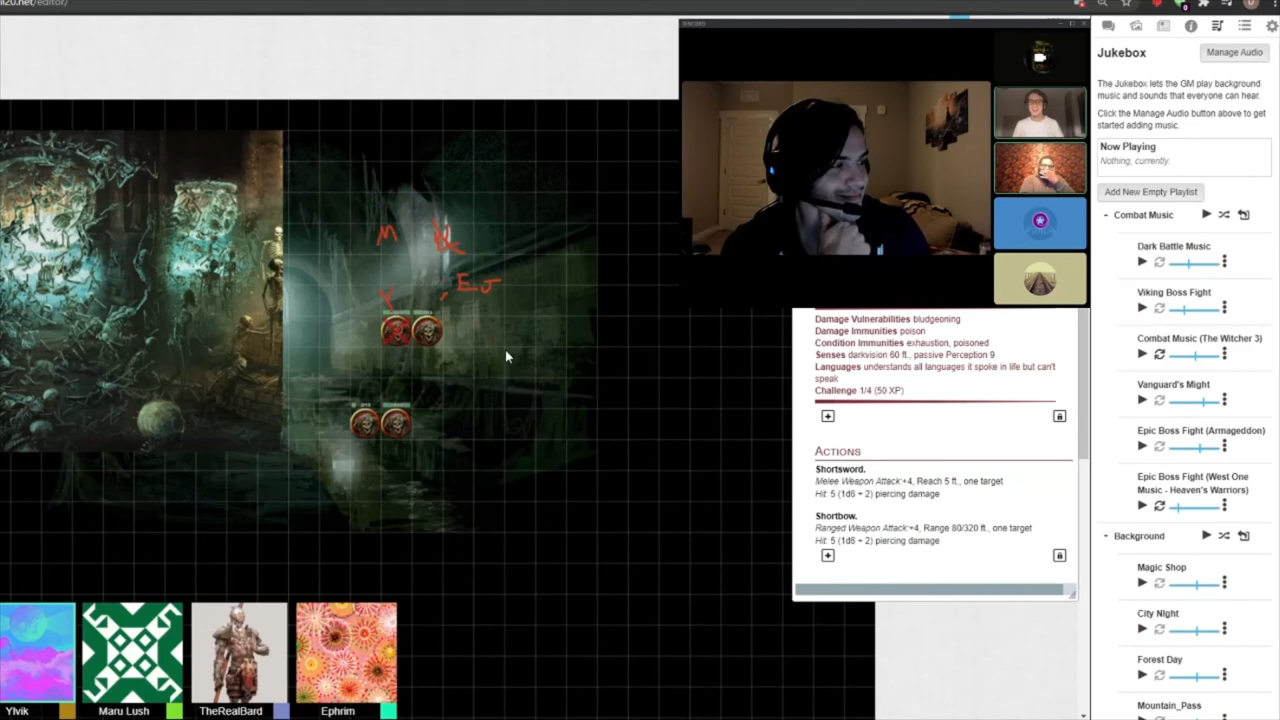 ll20.net/editor/
DISCORD
Jukebox
Manage Audio
The Jukebox lets the GM play background
music and sounds that everyone can hear.
Click the Manage Audio button above to get
started adding music.
Now Playing
Nothing, currently.
Add New Empty Playlist
- Combat Music
Dark Battle Music
Viking Boss Fight
Combat Music (The Witcher 3)
Vanguard's Might
Epic Boss Fight (Armageddon)
Epic Boss Fight (West One
Music - Heaven's Warriors)
- Background
Magic Shop
City NIght
Forest Day
Mountain_Pass
M
Y
E J
Damage Vulnerabilities bludgeoning
Damage Immunities poison
Condition Immunities exhaustion, poisoned
Senses darkvision 60 ft., passive Perception 9
Languages understands all languages it spoke in life but can't
speak
Challenge 1/4 (50 XP)
Actions
Shortsword.
Melee Weapon Attack:+4, Reach 5 ft., one target
Hit: 5 (1d6 + 2) piercing damage
Shortbow.
Ranged Weapon Attack:+4, Range 80/320 ft., one target
Hit: 5 (1d6 + 2) piercing damage
Ylvik
Maru Lush
TheRealBard
Ephrim